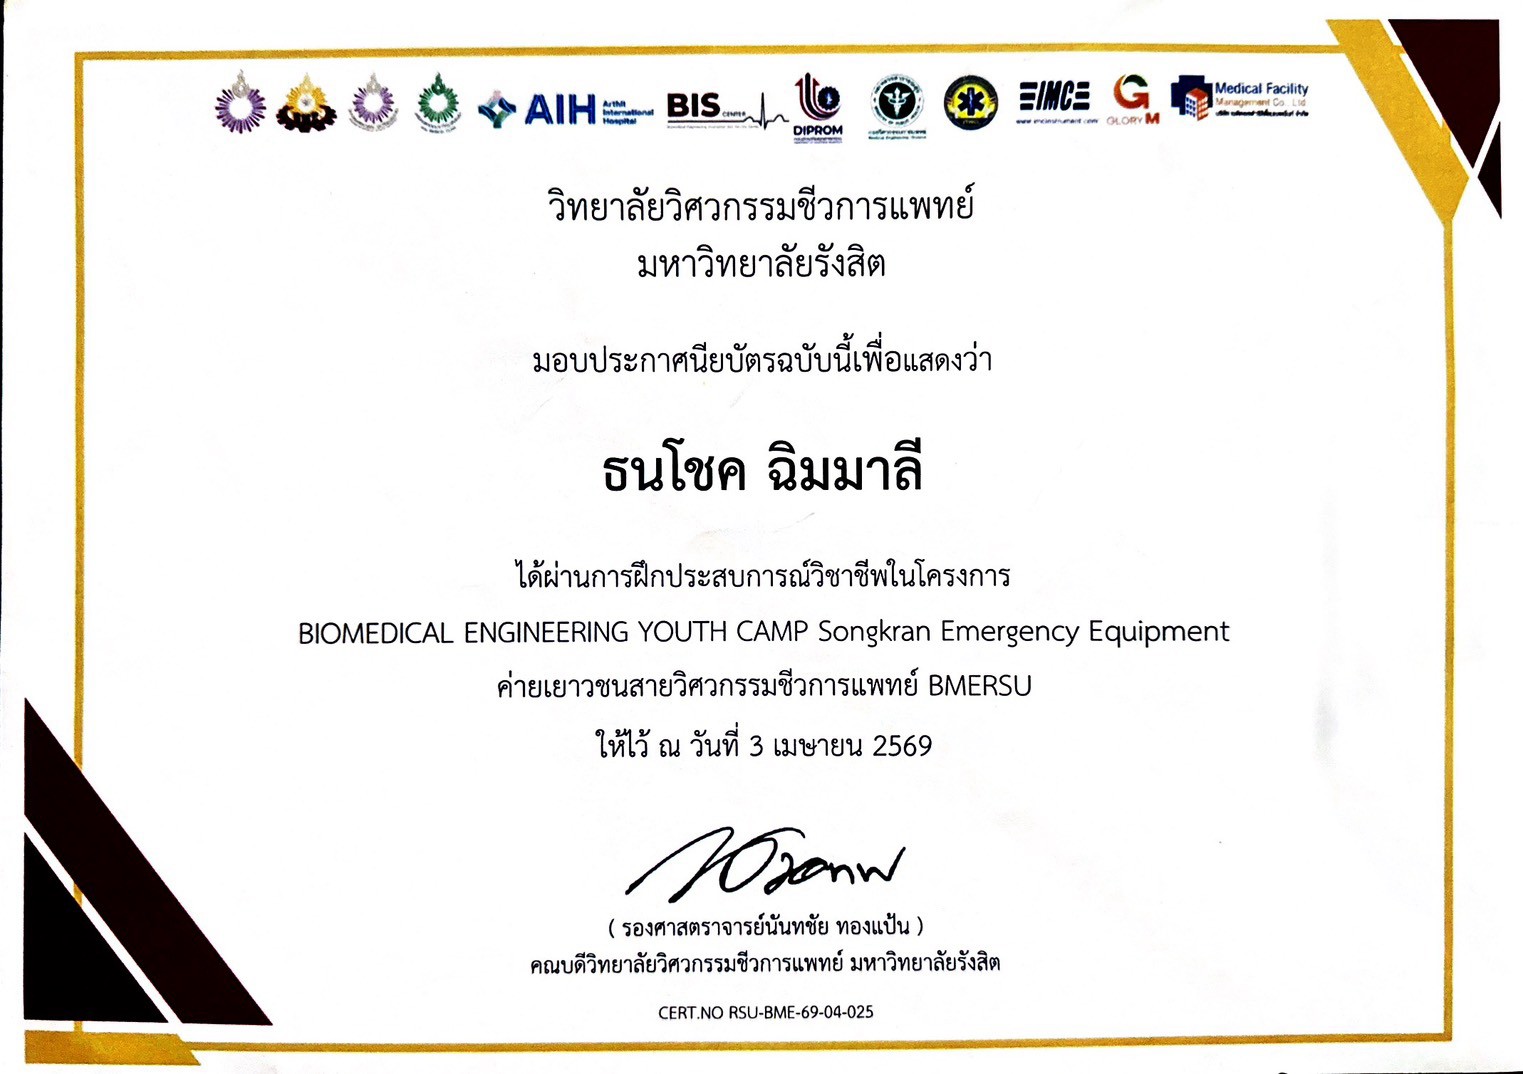 AIH Arthit International Hospital
BIS CENTER
DIPROM
EIMCE
GLORY M
Medical Facility
Management Co., Ltd
วิทยาลัยวิศวกรรมชีวการแพทย์
มหาวิทยาลัยรังสิต
มอบประกาศนียบัตรฉบับนี้เพื่อแสดงว่า
ธนโชค ฉิมมาลี
ได้ผ่านการฝึกประสบการณ์วิชาชีพในโครงการ
BIOMEDICAL ENGINEERING YOUTH CAMP Songkran Emergency Equipment
ค่ายเยาวชนสายวิศวกรรมชีวการแพทย์ BMERSU
ให้ไว้ ณ วันที่ 3 เมษายน 2569
( รองศาสตราจารย์นันทชัย ทองแป้น )
คณบดีวิทยาลัยวิศวกรรมชีวการแพทย์ มหาวิทยาลัยรังสิต
CERT.NO RSU-BME-69-04-025